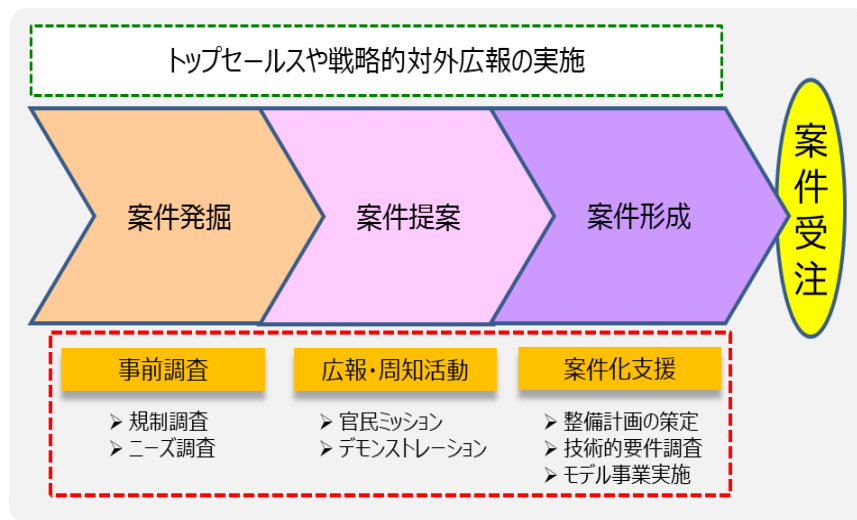 トップセールスや戦略的対外広報の実施
案件発掘
案件提案
案件形成
案件受注
事前調査
➢ 規制調査
➢ ニーズ調査
広報・周知活動
➢ 官民ミッション
➢ デモンストレーション
案件化支援
➢ 整備計画の策定
➢ 技術的要件調査
➢ モデル事業実施